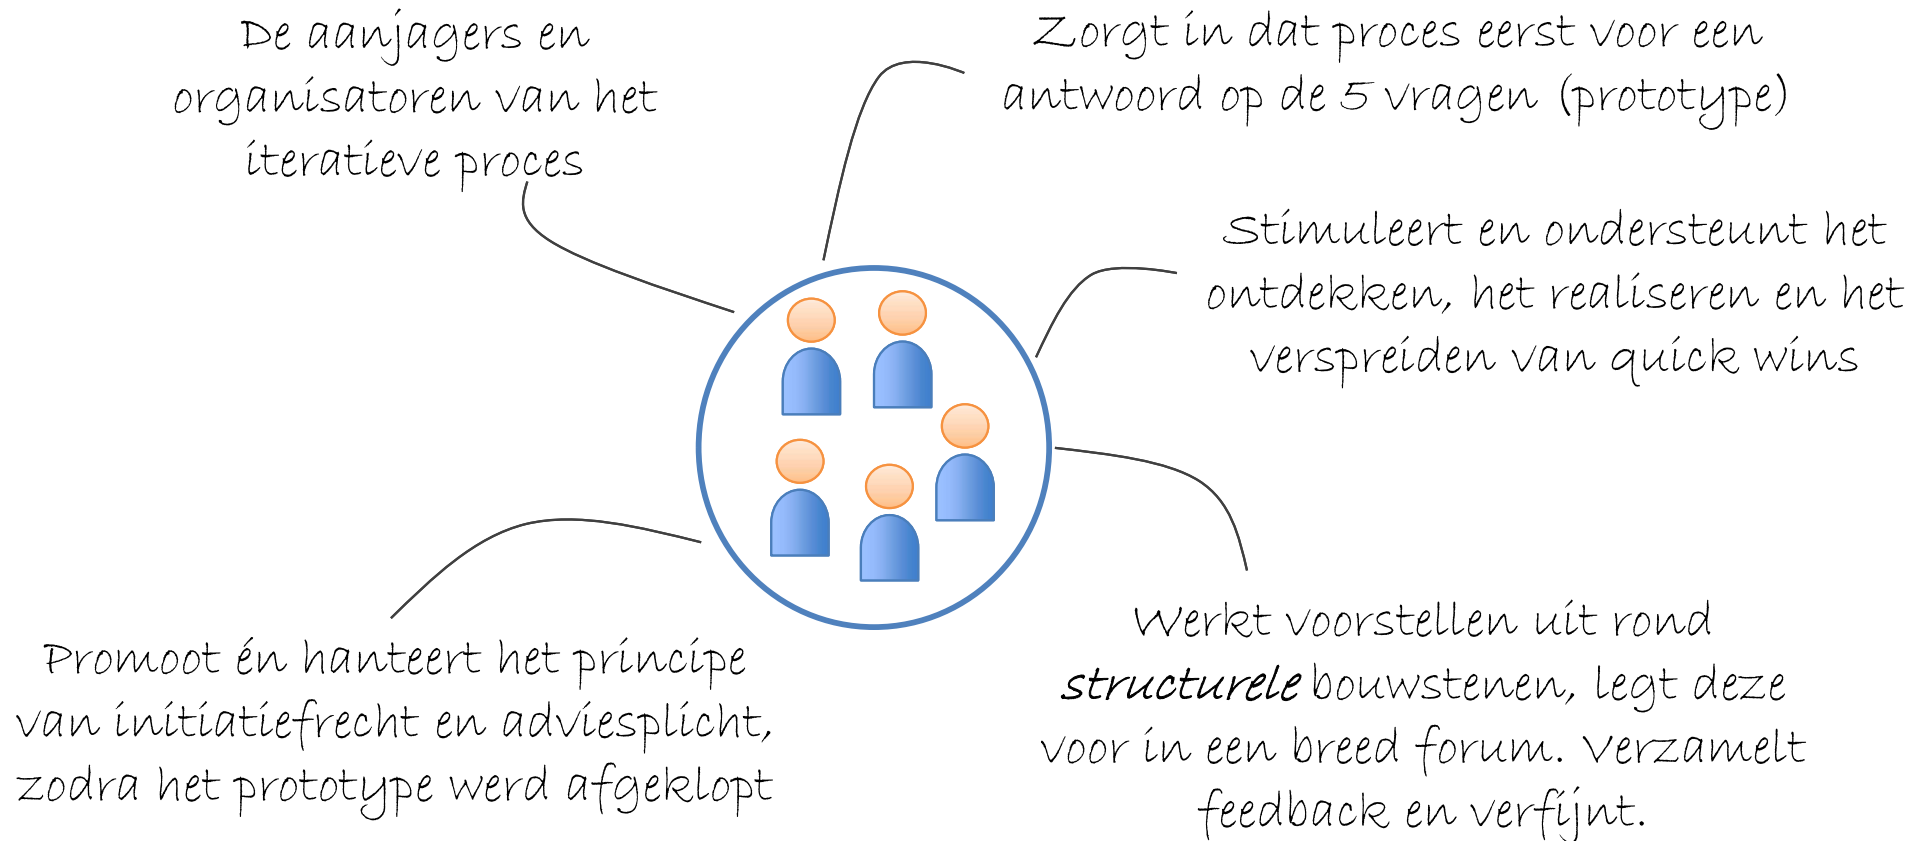 De aanjagers en
organisatoren van het
iteratieve proces
Zorgt in dat proces eerst voor een
antwoord op de 5 vragen (prototype)
Stimuleert en ondersteunt het
ontdekken, het realiseren en het
verspreiden van quick wins
Promoot én hanteert het principe
van initiatiefrecht en adviesplicht,
zodra het prototype werd afgeklopt
Werkt voorstellen uit rond
structurele bouwstenen, legt deze
voor in een breed forum. Verzamelt
feedback en verfijnt.